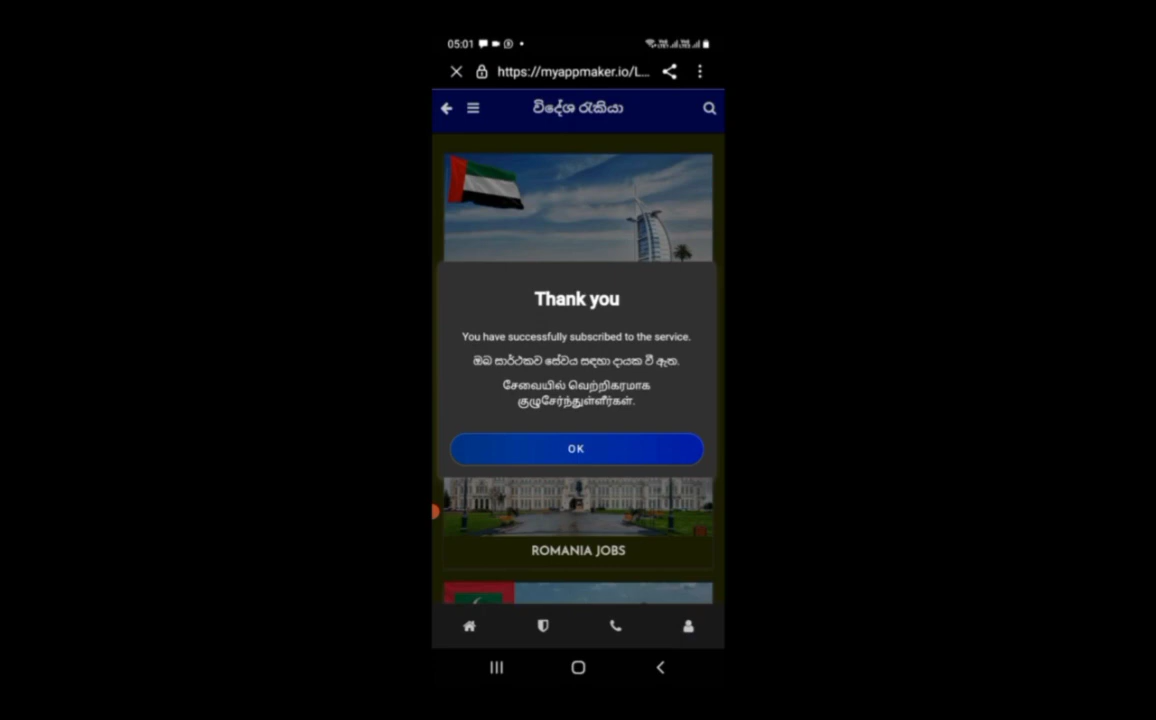 05:01
https://myappmaker.io/L...
විදේශ රැකියා
Thank you
You have successfully subscribed to the service.
ඔබ සාර්ථකව සේවය සඳහා දායක වී ඇත.
சேவையில் வெற்றிகரமாக
குழுசேர்ந்துள்ளீர்கள்.
OK
ROMANIA JOBS